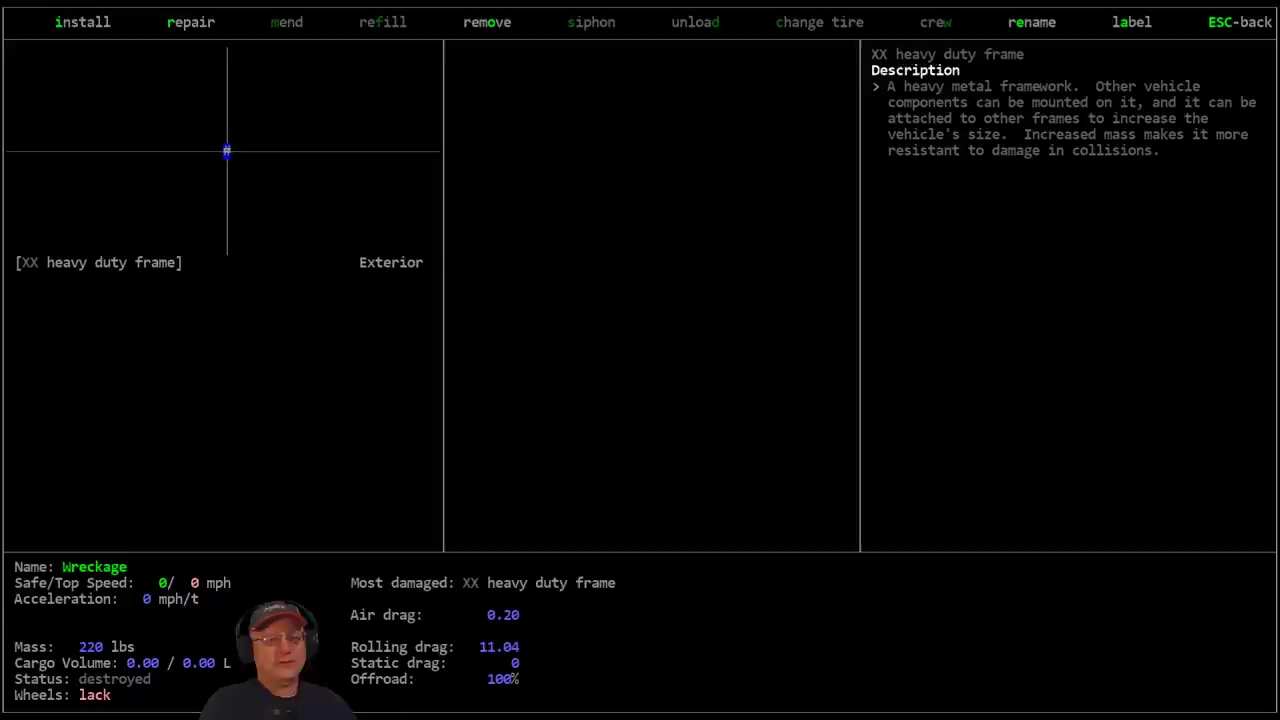 install repair mend refill remove siphon unload change tire crew rename label ESC-back
#
[XX heavy duty frame] Exterior
XX heavy duty frame
Description
> A heavy metal framework. Other vehicle
components can be mounted on it, and it can be
attached to other frames to increase the
vehicle's size. Increased mass makes it more
resistant to damage in collisions.
Name: Wreckage
Safe/Top Speed: 0/ 0 mph
Acceleration: 0 mph/t
Mass: 220 lbs
Cargo Volume: 0.00 / 0.00 L
Status: destroyed
Wheels: lack
Most damaged: XX heavy duty frame
Air drag: 0.20
Rolling drag: 11.04
Static drag: 0
Offroad: 100%